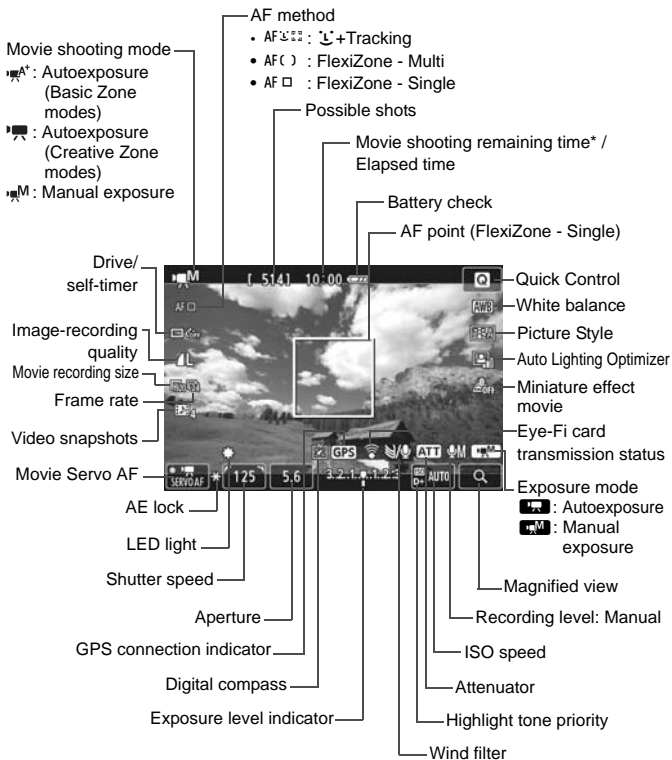 AF method
• AF : +Tracking
• AF( ) : FlexiZone - Multi
• AF □ : FlexiZone - Single
Movie shooting mode
A+ : Autoexposure
(Basic Zone
modes)
: Autoexposure
(Creative Zone
modes)
M : Manual exposure
Possible shots
Movie shooting remaining time* /
Elapsed time
Battery check
AF point (FlexiZone - Single)
Drive/
self-timer
Image-recording
quality
Movie recording size
Frame rate
Video snapshots
Movie Servo AF
M [ 514] 10:00
Q
AF □
AWB
L
OFF
4
GPS
ATT
M
SERVO AF
125
5.6
3..2..1..0..1..2..3
D+
AUTO
Quick Control
White balance
Picture Style
Auto Lighting Optimizer
Miniature effect
movie
Eye-Fi card
transmission status
Exposure mode
: Autoexposure
M : Manual
exposure
AE lock
LED light
Shutter speed
Aperture
GPS connection indicator
Digital compass
Exposure level indicator
Magnified view
Recording level: Manual
ISO speed
Attenuator
Highlight tone priority
Wind filter